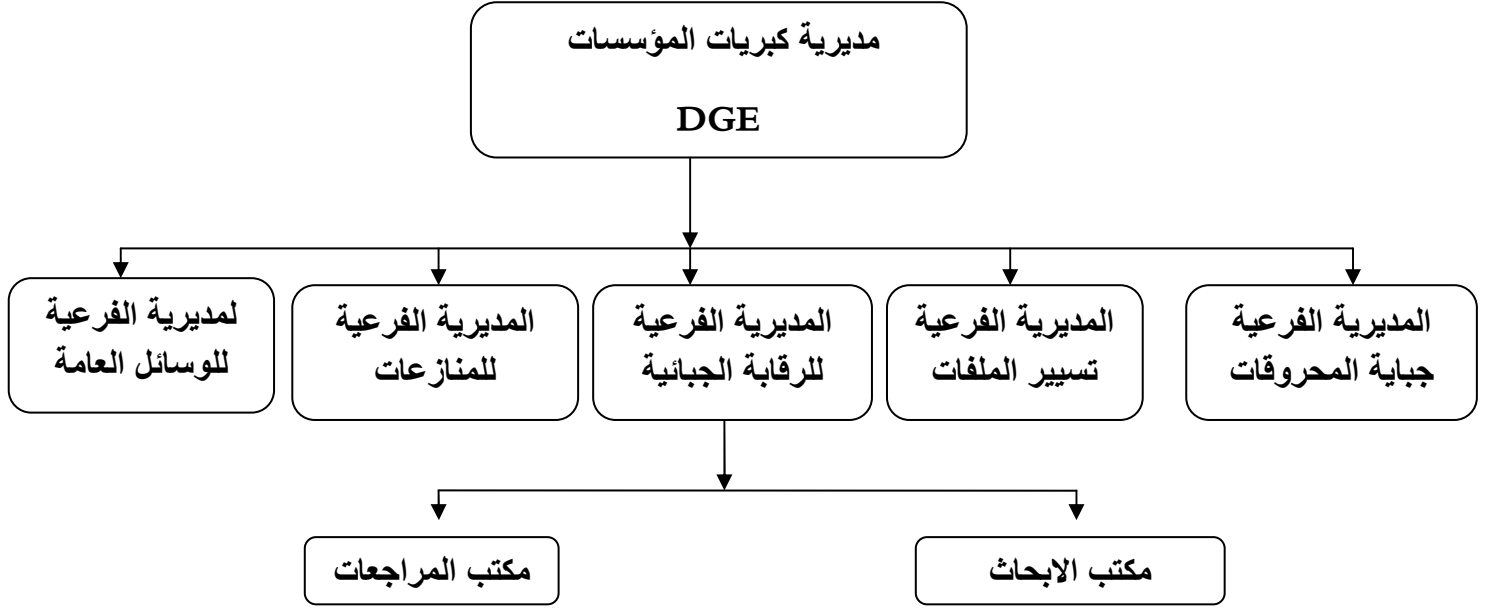 مديرية كبريات المؤسسات
DGE
المديرية الفرعية
جباية المحروقات
المديرية الفرعية
تسيير الملفات
المديرية الفرعية
للرقابة الجبائية
المديرية الفرعية
للمنازعات
لمديرية الفرعية
للوسائل العامة
مكتب الابحاث
مكتب المراجعات